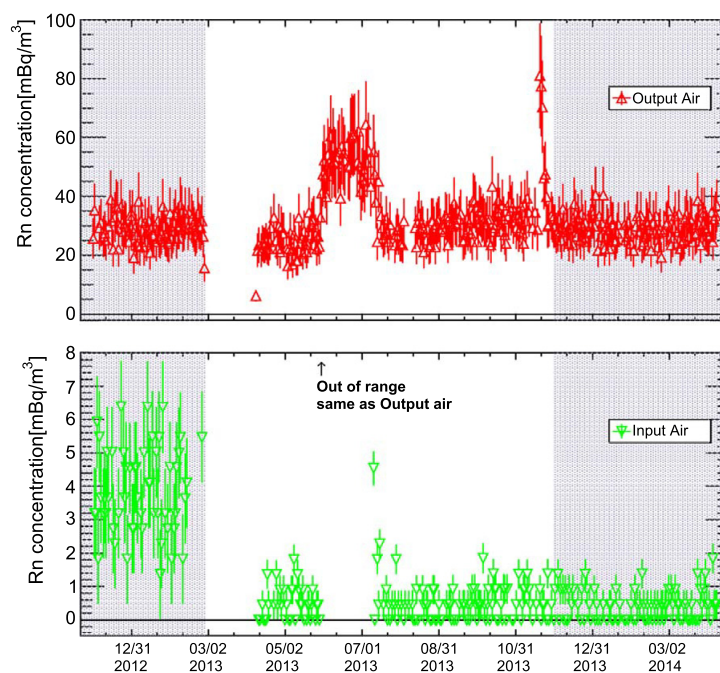 Rn concentration[mBq/m³]
100
80
60
40
20
0
Output Air
Rn concentration[mBq/m³]
8
7
6
5
4
3
2
1
0
↑
Out of range
same as Output air
Input Air
12/31 03/02 05/02 07/01 08/31 10/31 12/31 03/02
2012 2013 2013 2013 2013 2013 2013 2014